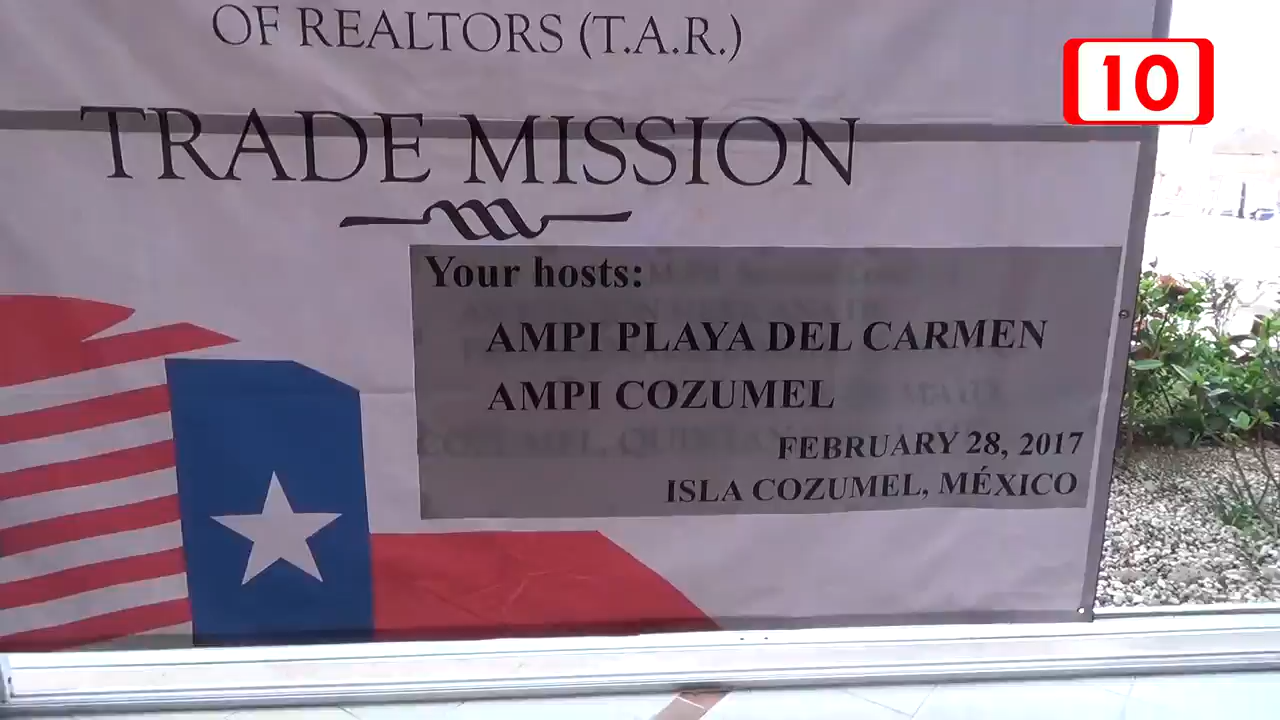 OF REALTORS (T.A.R.)
10
TRADE MISSION
Your hosts:
AMPI PLAYA DEL CARMEN
AMPI COZUMEL
FEBRUARY 28, 2017
ISLA COZUMEL, MÉXICO